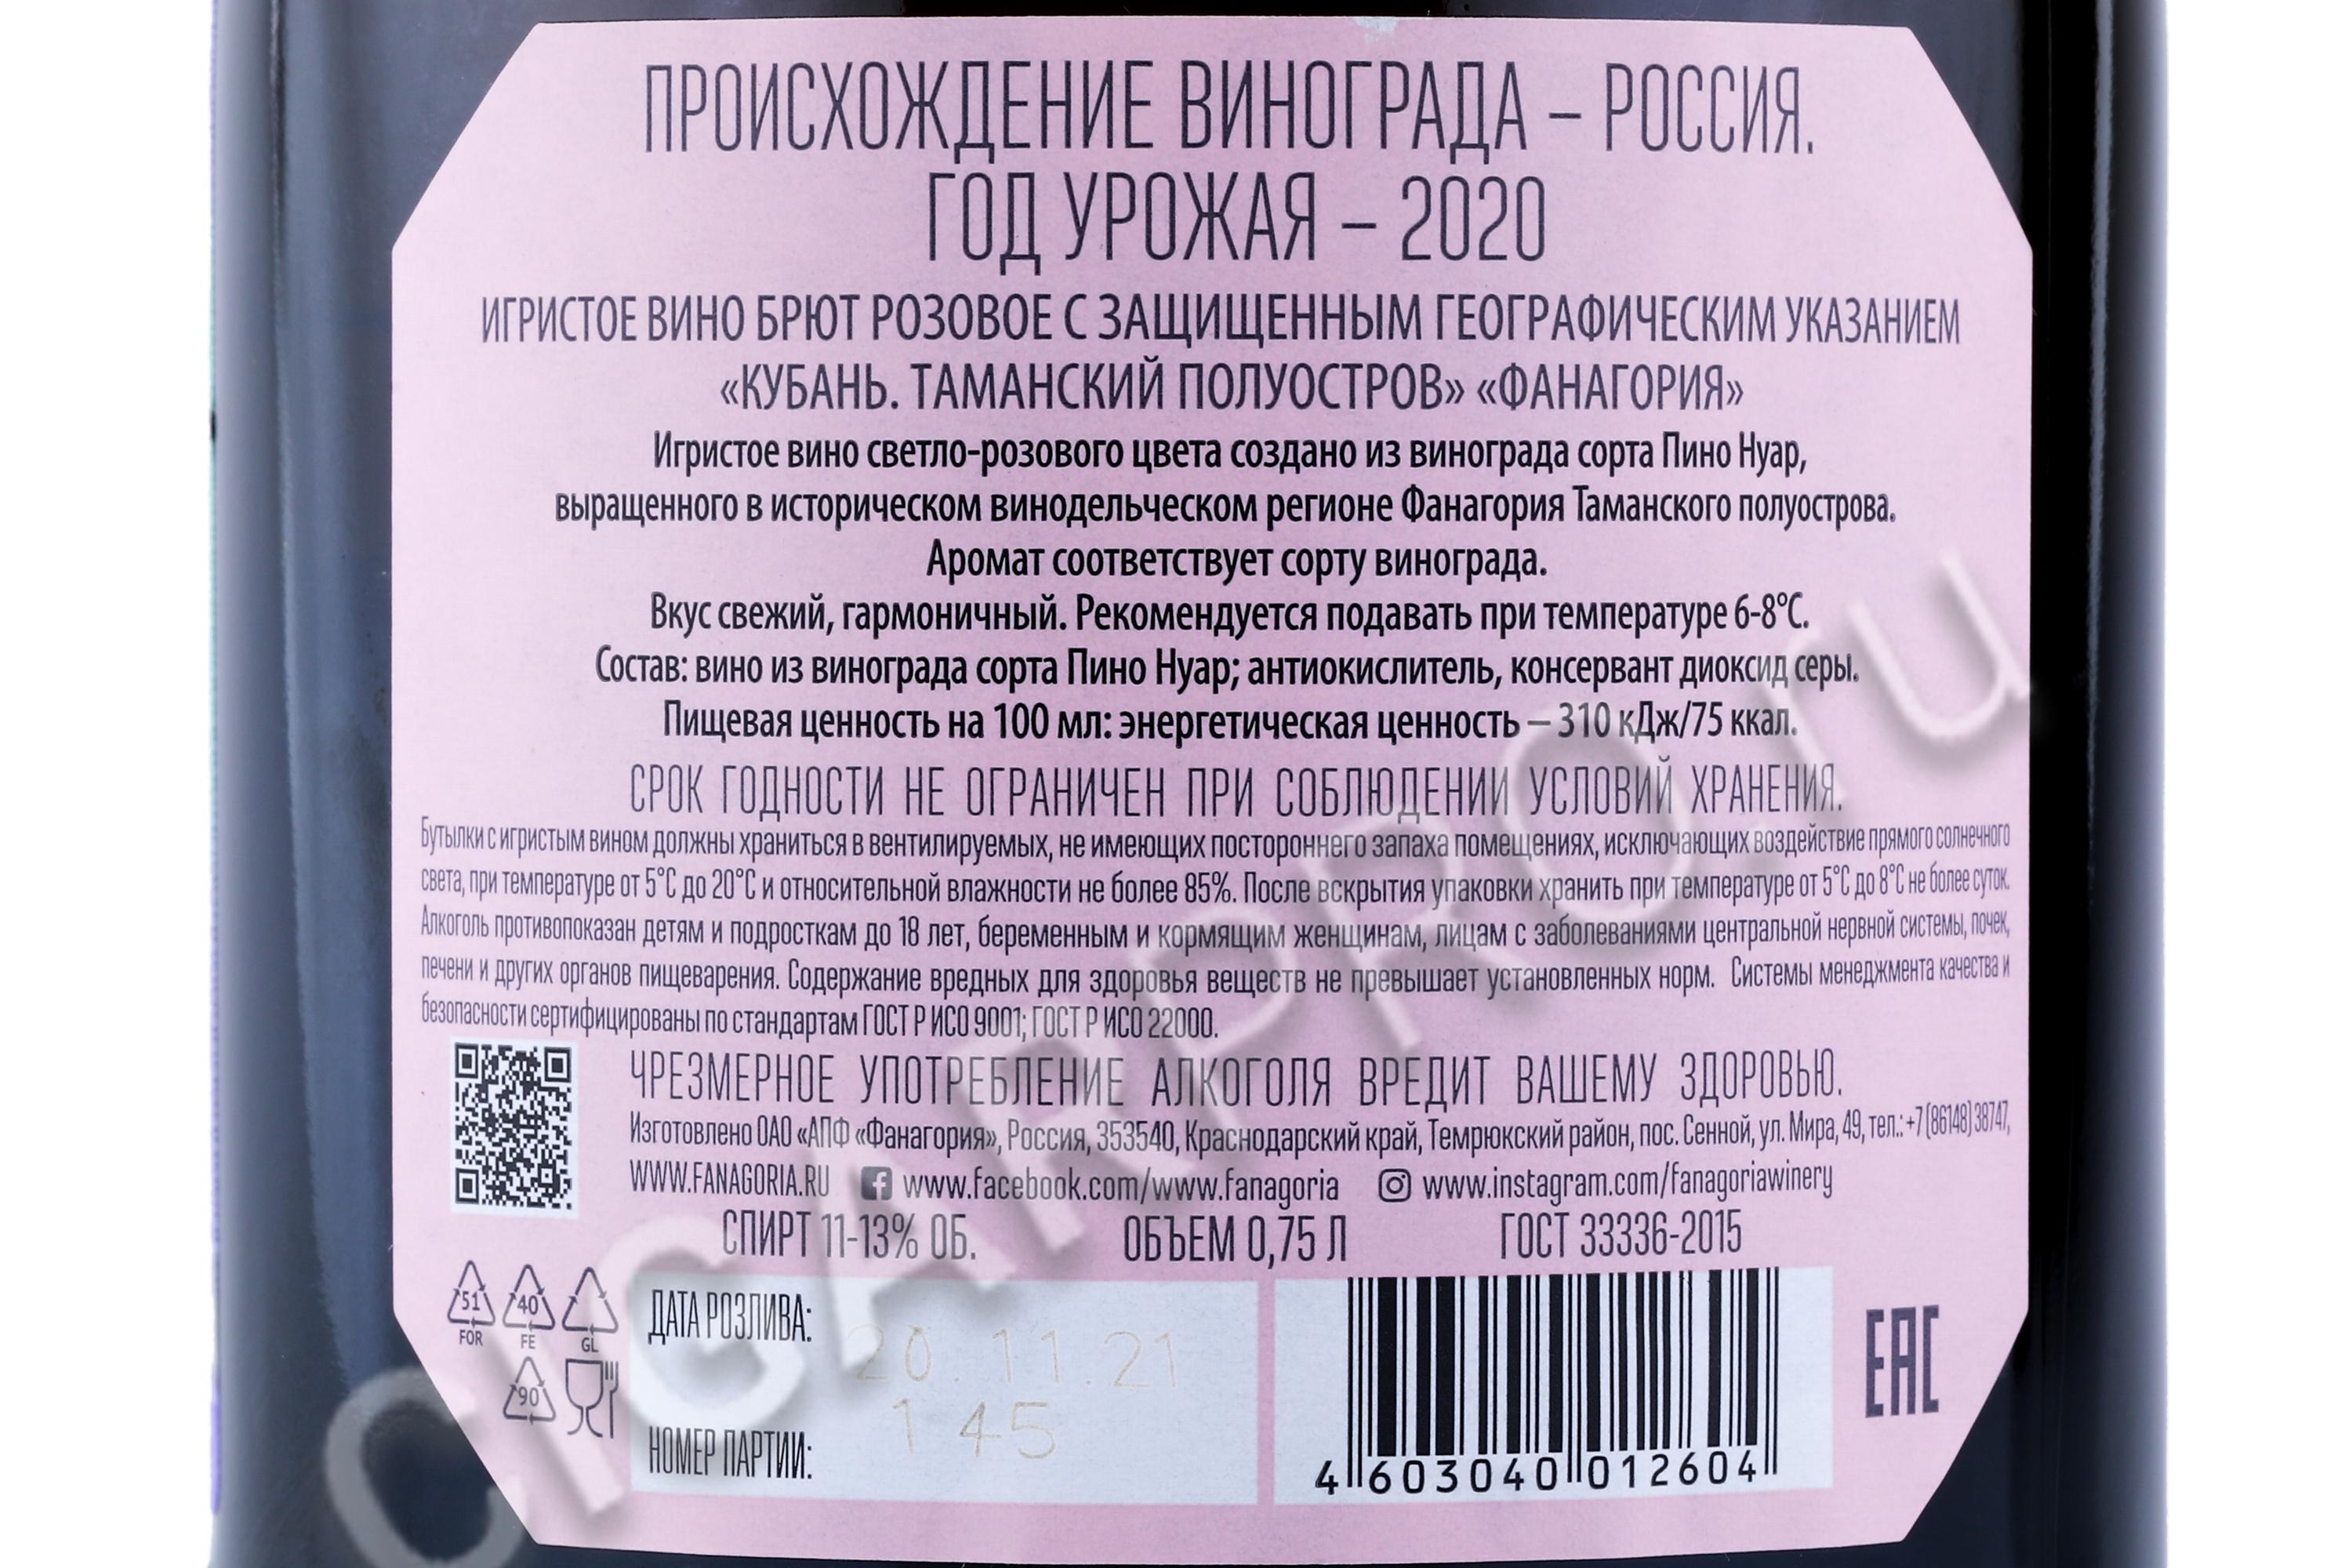 ПРОИСХОЖДЕНИЕ ВИНОГРАДА – РОССИЯ.
ГОД УРОЖАЯ – 2020
ИГРИСТОЕ ВИНО БРЮТ РОЗОВОЕ С ЗАЩИЩЕННЫМ ГЕОГРАФИЧЕСКИМ УКАЗАНИЕМ
«КУБАНЬ. ТАМАНСКИЙ ПОЛУОСТРОВ» «ФАНАГОРИЯ»
Игристое вино светло-розового цвета создано из винограда сорта Пино Нуар,
выращенного в историческом винодельческом регионе Фанагория Таманского полуострова.
Аромат соответствует сорту винограда.
Вкус свежий, гармоничный. Рекомендуется подавать при температуре 6-8°С.
Состав: вино из винограда сорта Пино Нуар; антиокислитель, консервант диоксид серы.
Пищевая ценность на 100 мл: энергетическая ценность – 310 кДж/75 ккал.
СРОК ГОДНОСТИ НЕ ОГРАНИЧЕН ПРИ СОБЛЮДЕНИИ УСЛОВИЙ ХРАНЕНИЯ.
Бутылки с игристым вином должны храниться в вентилируемых, не имеющих постороннего запаха помещениях, исключающих воздействие прямого солнечного
света, при температуре от 5°С до 20°С и относительной влажности не более 85%. После вскрытия упаковки хранить при температуре от 5°С до 8°С не более суток.
Алкоголь противопоказан детям и подросткам до 18 лет, беременным и кормящим женщинам, лицам с заболеваниями центральной нервной системы, почек,
печени и других органов пищеварения. Содержание вредных для здоровья веществ не превышает установленных норм. Системы менеджмента качества и
безопасности сертифицированы по стандартам ГОСТ Р ИСО 9001; ГОСТ Р ИСО 22000.
ЧРЕЗМЕРНОЕ УПОТРЕБЛЕНИЕ АЛКОГОЛЯ ВРЕДИТ ВАШЕМУ ЗДОРОВЬЮ.
Изготовлено ОАО «АПФ «Фанагория», Россия, 353540, Краснодарский край, Темрюкский район, пос. Сенной, ул. Мира, 49, тел.: +7 (86148) 38747,
WWW.FANAGORIA.RU www.facebook.com/www.fanagoria www.instagram.com/fanagoriawinery
СПИРТ 11-13% ОБ. ОБЪЕМ 0,75 Л ГОСТ 33336-2015
51 40
FOR FE GL
90
ДАТА РОЗЛИВА: 20.11.21
НОМЕР ПАРТИИ: 145
4 603040 012604
EAC
CIGARPRO.ru